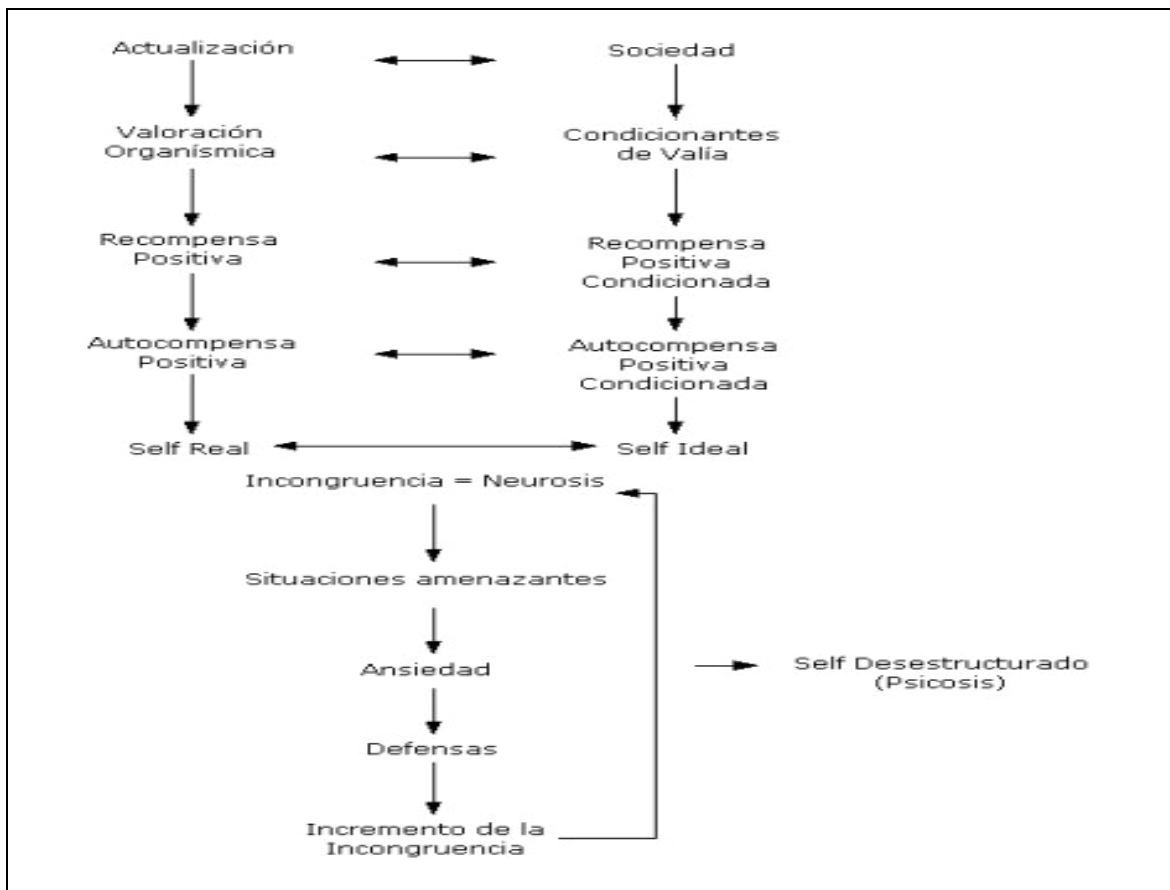 Actualización
Sociedad
Valoración
Organísmica
Condicionantes
de Valía
Recompensa
Positiva
Recompensa
Positiva
Condicionada
Autocompensa
Positiva
Autocompensa
Positiva
Condicionada
Self Real
Self Ideal
Incongruencia = Neurosis
Situaciones amenazantes
Ansiedad
Self Desestructurado
(Psicosis)
Defensas
Incremento de la
Incongruencia